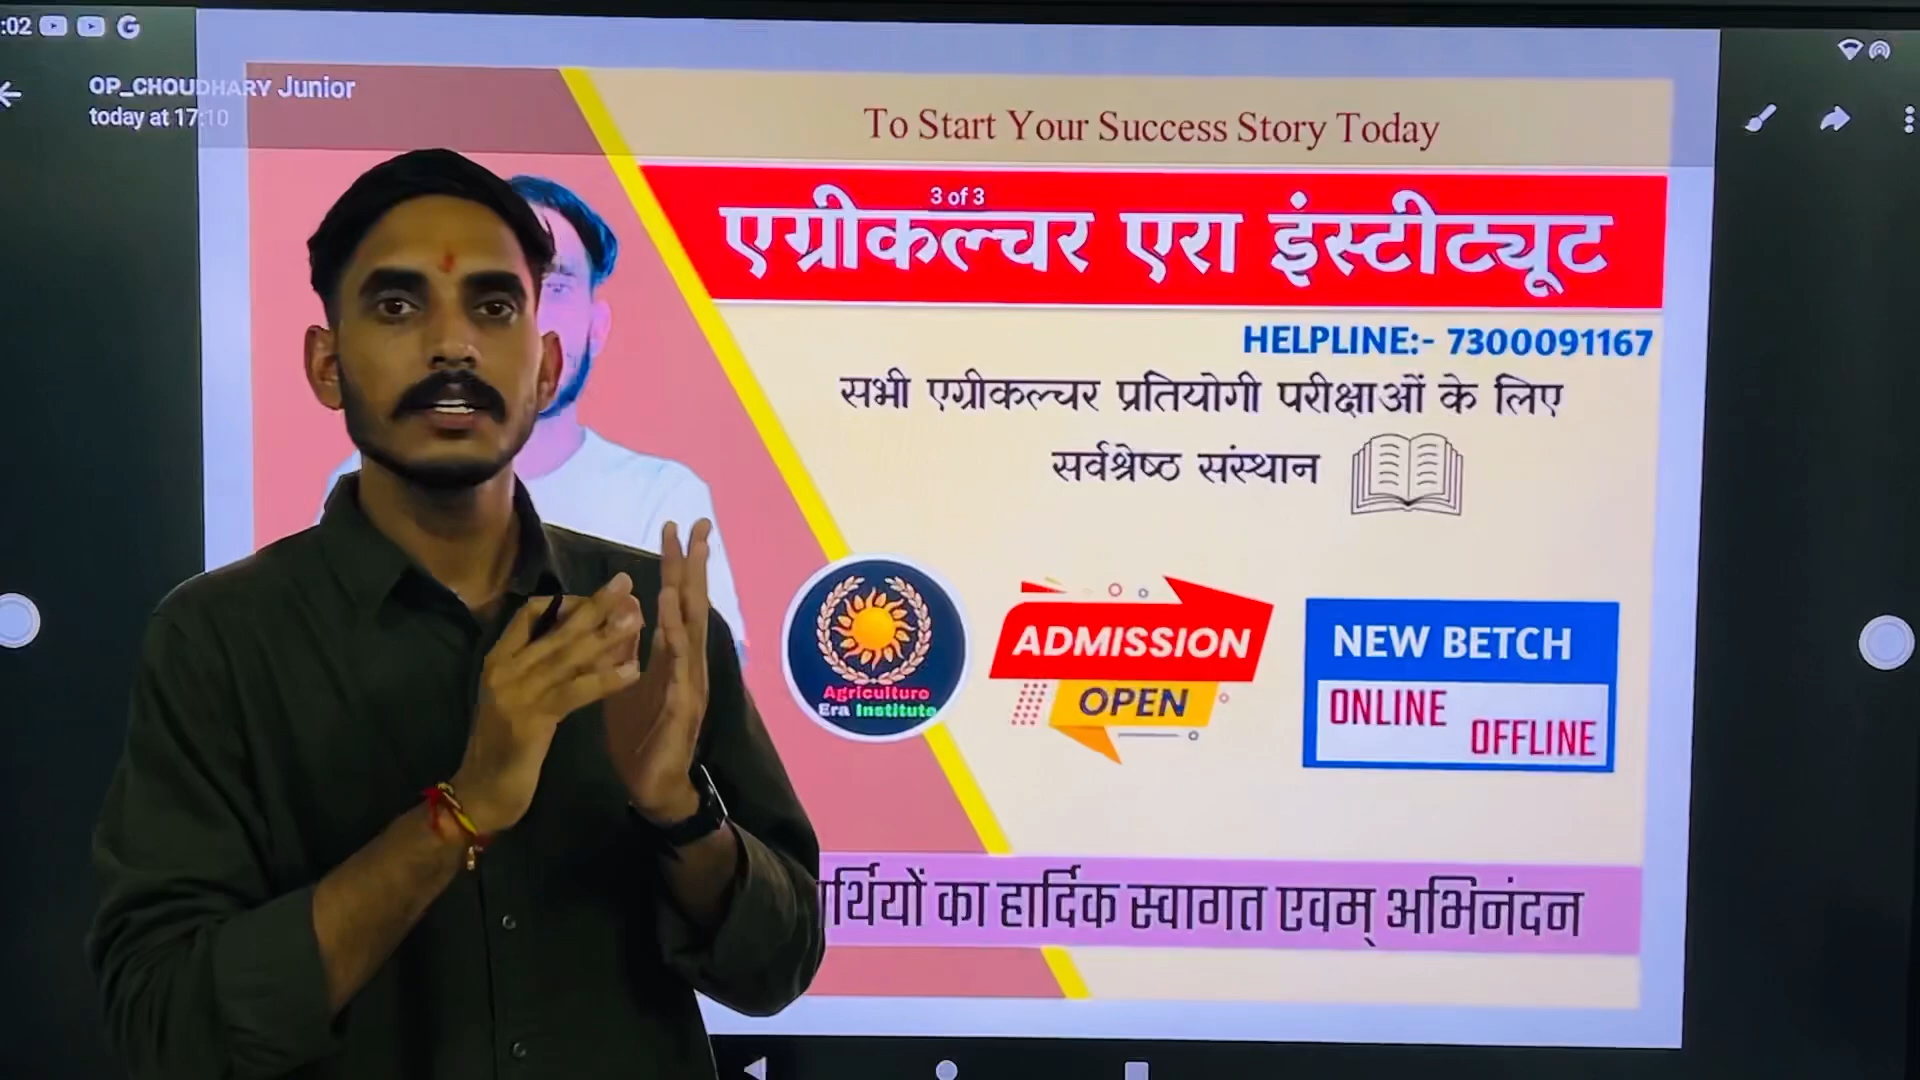 :02
OP_CHOUDHARY Junior
today at 17:10
To Start Your Success Story Today
3 of 3
एग्रीकल्चर एरा इंस्टीट्यूट
HELPLINE:- 7300091167
सभी एग्रीकल्चर प्रतियोगी परीक्षाओं के लिए
सर्वश्रेष्ठ संस्थान
Agriculture
Era Institute
ADMISSION
OPEN
NEW BETCH
ONLINE
OFFLINE
का हार्दिक स्वागत एवम् अभिनंदन